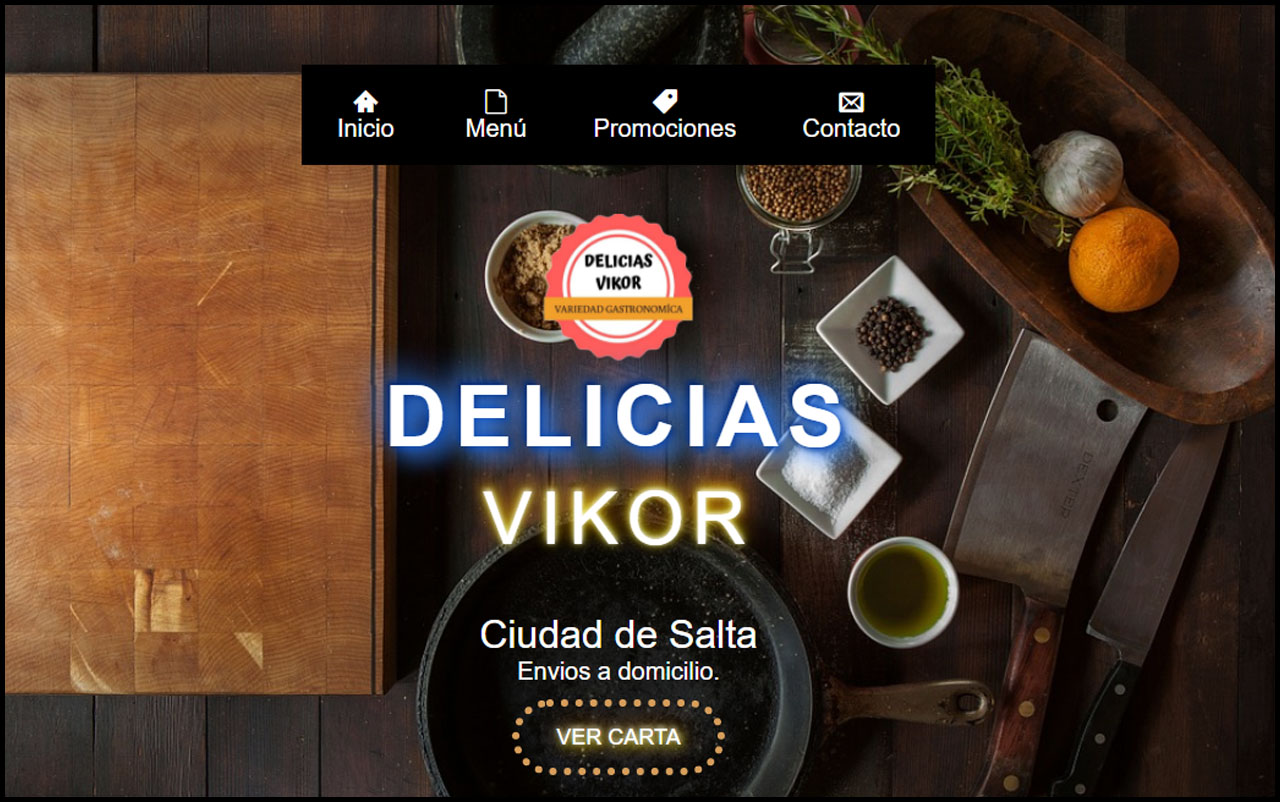 Inicio
Menú
Promociones
Contacto
DELICIAS
VIKOR
VARIEDAD GASTRONOMÍCA
DELICIAS
VIKOR
DEXTER
Ciudad de Salta
Envios a domicilio.
VER CARTA